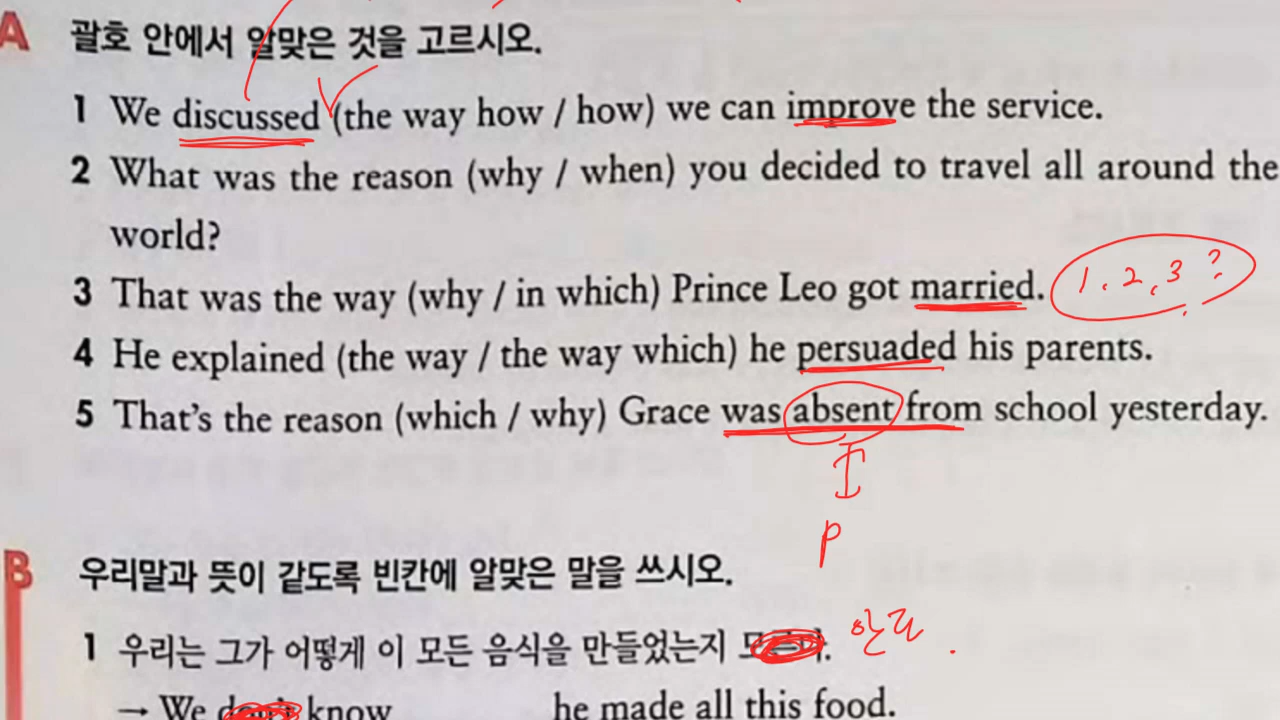 A 괄호 안에서 알맞은 것을 고르시오.
1 We discussed (the way how / how) we can improve the service.
2 What was the reason (why / when) you decided to travel all around the
world?
3 That was the way (why / in which) Prince Leo got married. 1, 2, 3 ?
4 He explained (the way / the way which) he persuaded his parents.
5 That's the reason (which / why) Grace was absent from school yesterday.
P
B 우리말과 뜻이 같도록 빈칸에 알맞은 말을 쓰시오.
1 우리는 그가 어떻게 이 모든 음식을 만들었는지 안다.
→ We know he made all this food.